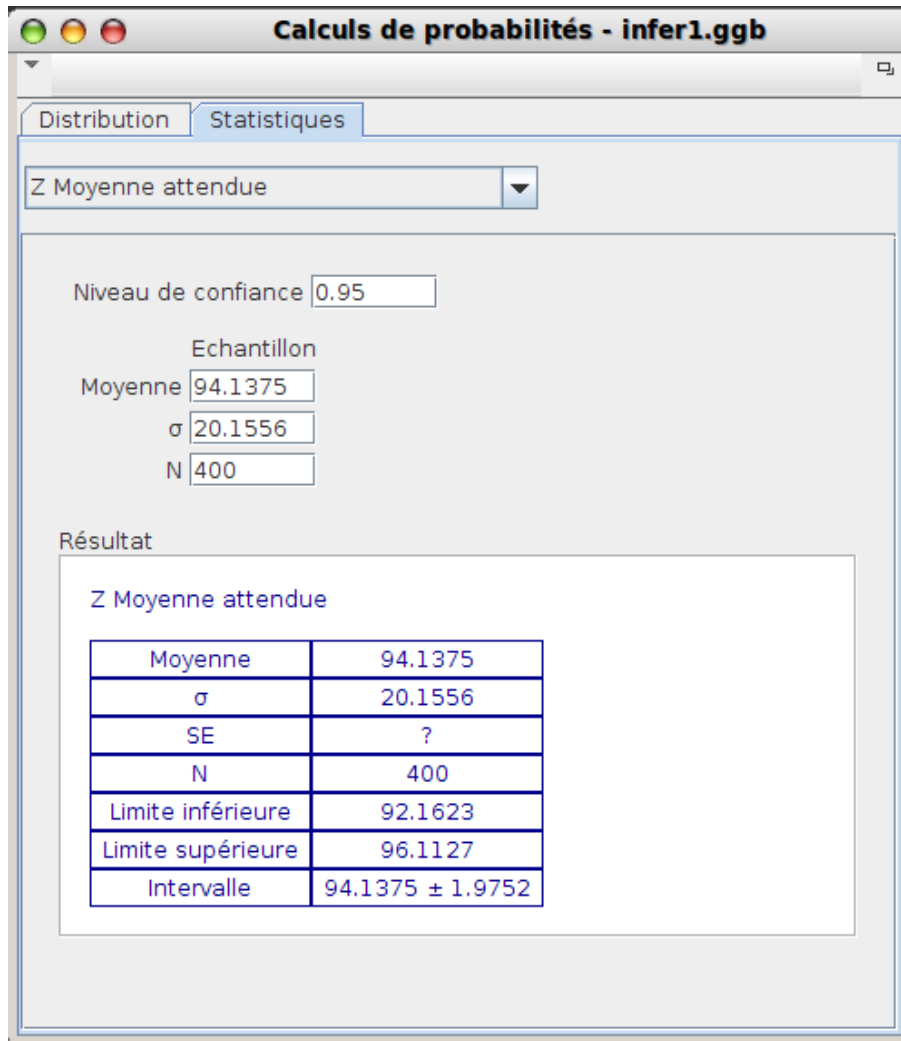 Calculs de probabilités - infer1.ggb
Distribution Statistiques
Z Moyenne attendue
Niveau de confiance 0.95
Echantillon
Moyenne 94.1375
σ 20.1556
N 400
Résultat
Z Moyenne attendue
Moyenne 94.1375
σ 20.1556
SE ?
N 400
Limite inférieure 92.1623
Limite supérieure 96.1127
Intervalle 94.1375 ± 1.9752